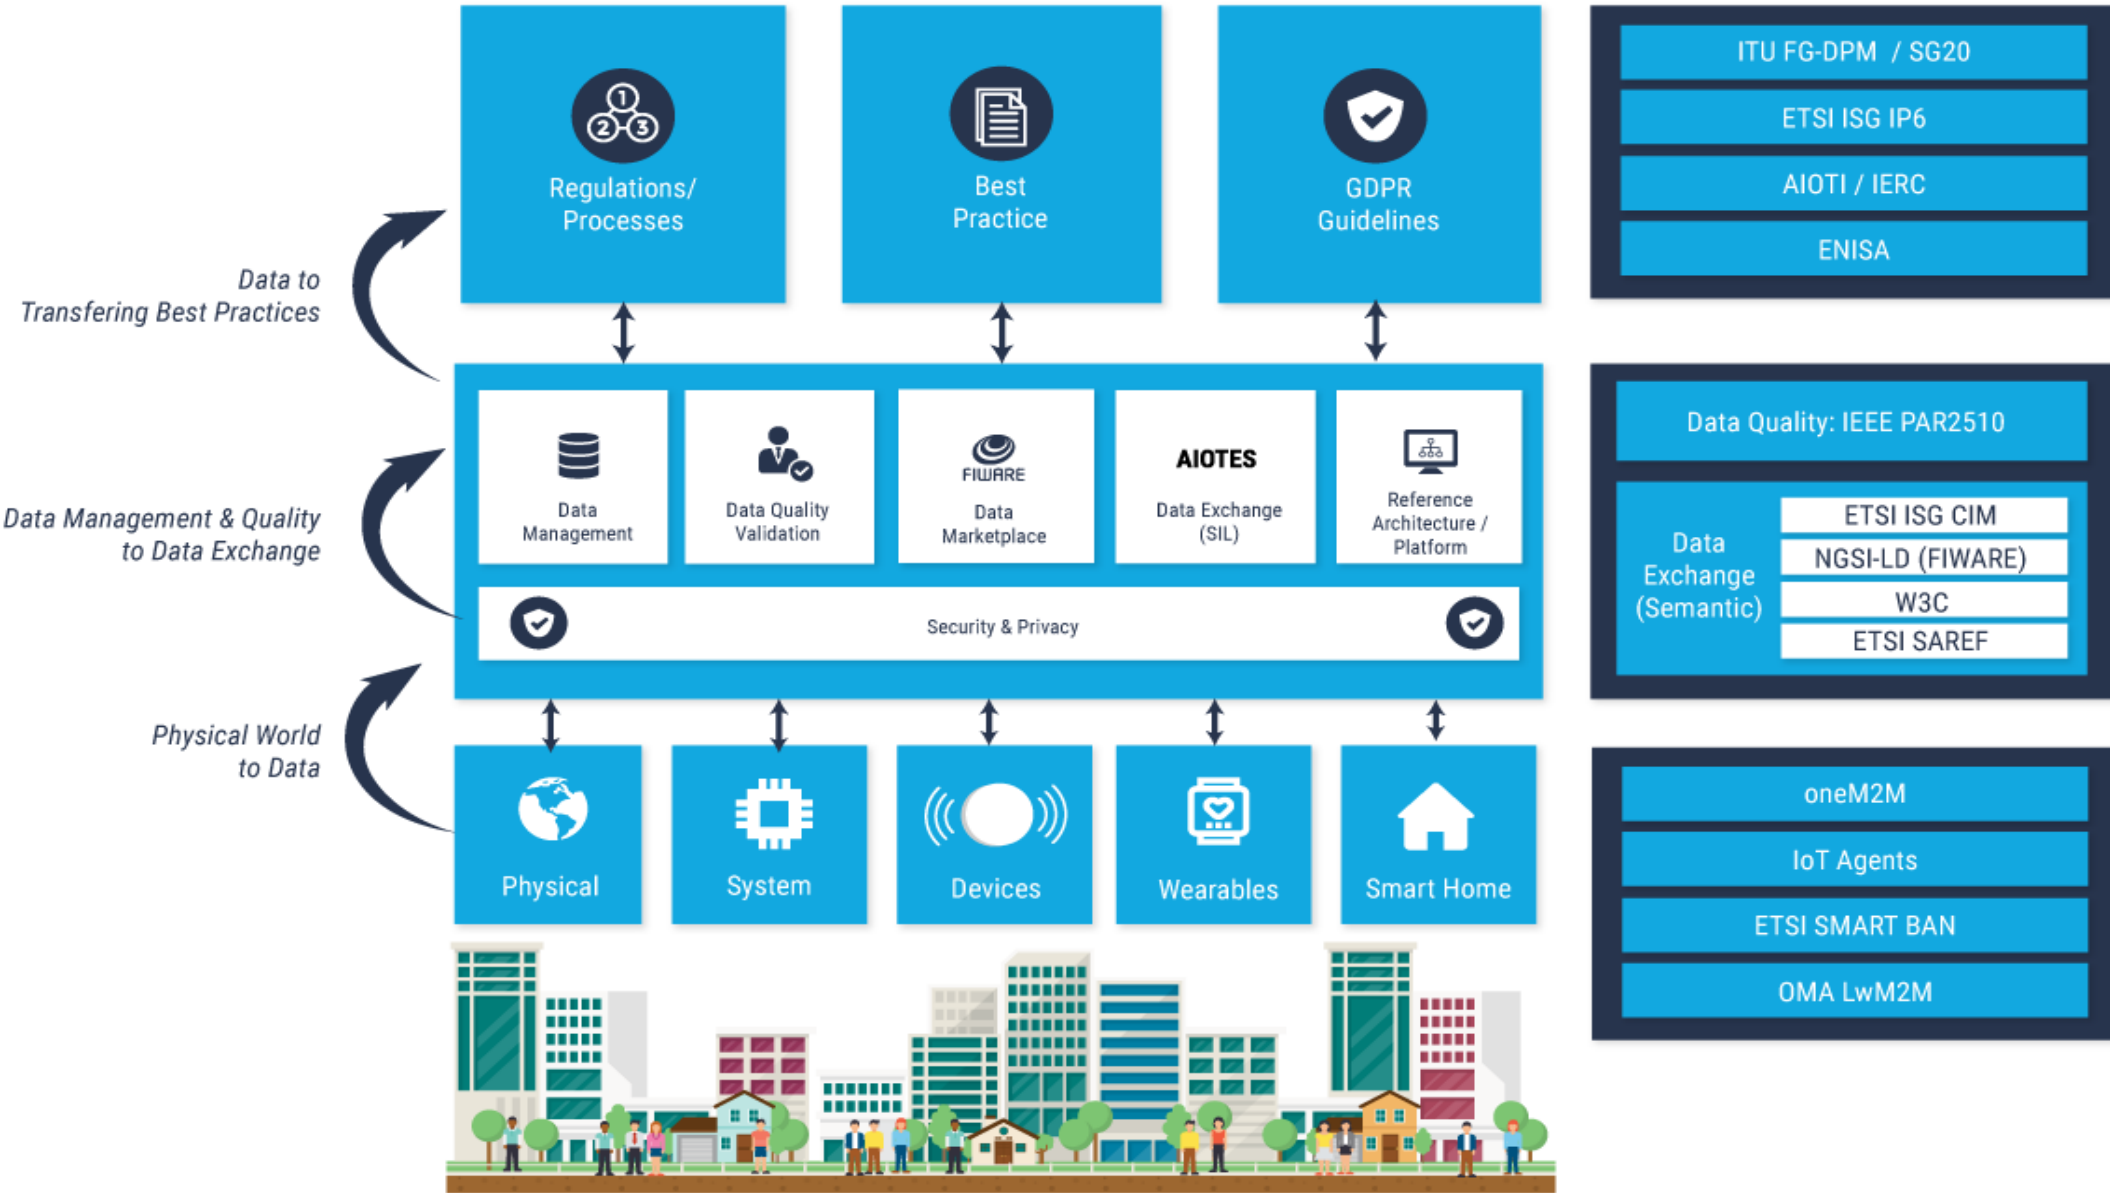 1
2 3
Regulations/
Processes
Best
Practice
GDPR
Guidelines
ITU FG-DPM / SG20
ETSI ISG IP6
AIOTI / IERC
ENISA
Data to
Transfering Best Practices
Data
Management
Data Quality
Validation
FIWARE
Data
Marketplace
AIOTES
Data Exchange
(SIL)
Reference
Architecture /
Platform
Security & Privacy
Data Quality: IEEE PAR2510
Data
Exchange
(Semantic)
ETSI ISG CIM
NGSI-LD (FIWARE)
W3C
ETSI SAREF
Data Management & Quality
to Data Exchange
Physical World
to Data
Physical
System
Devices
Wearables
Smart Home
oneM2M
IoT Agents
ETSI SMART BAN
OMA LwM2M